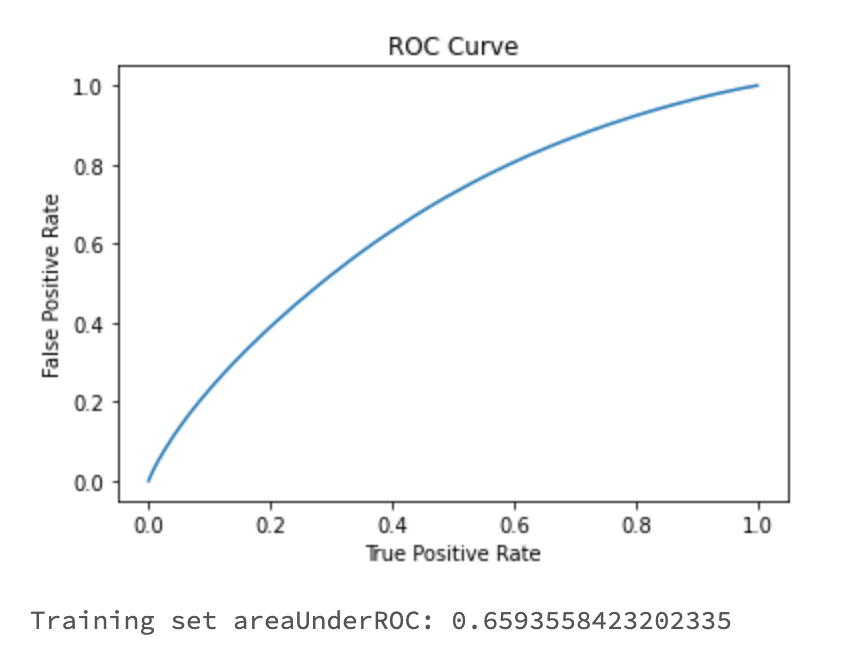 ROC Curve
1.0
0.8
0.6
0.4
0.2
0.0
False Positive Rate
0.0 0.2 0.4 0.6 0.8 1.0
True Positive Rate
Training set areaUnderROC: 0.6593558423202335